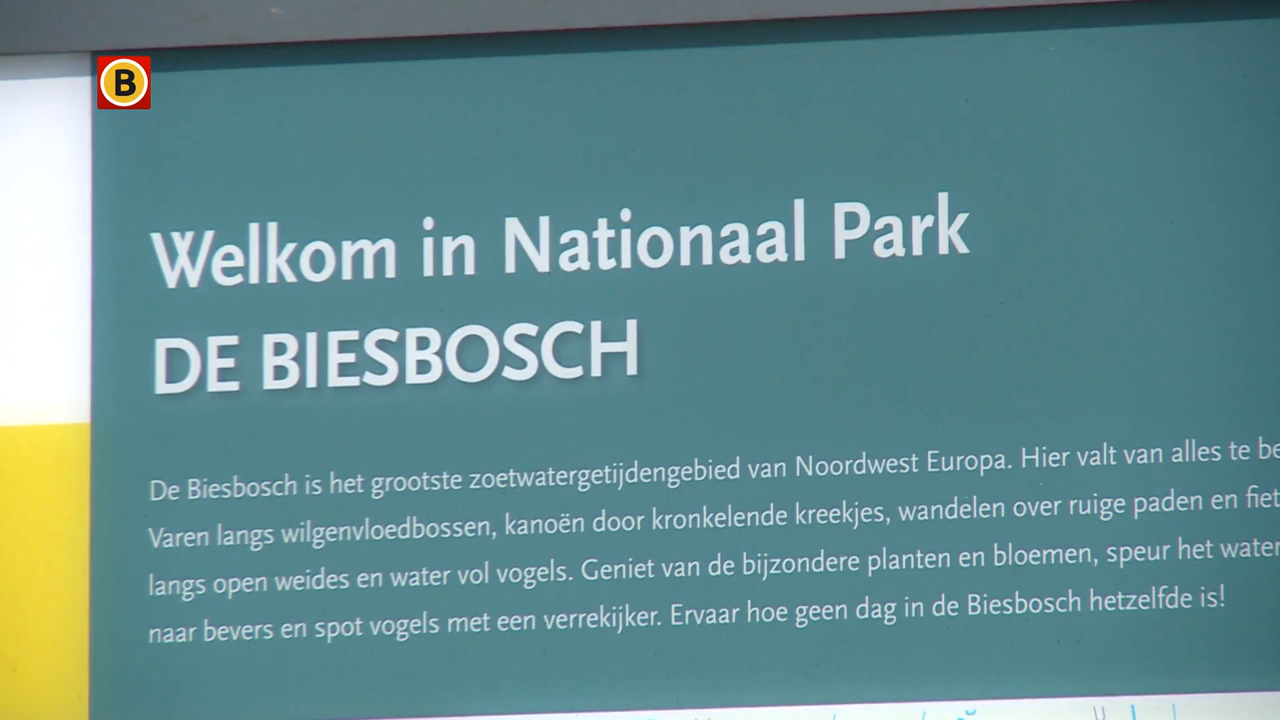 B
Welkom in Nationaal Park
DE BIESBOSCH
De Biesbosch is het grootste zoetwatergetijdengebied van Noordwest Europa. Hier valt van alles te
Varen langs wilgenvloedbossen, kanoën door kronkelende kreekjes, wandelen over ruige paden en
langs open weides en water vol vogels. Geniet van de bijzondere planten en bloemen, speur het water
naar bevers en spot vogels met een verrekijker. Ervaar hoe geen dag in de Biesbosch hetzelfde is!